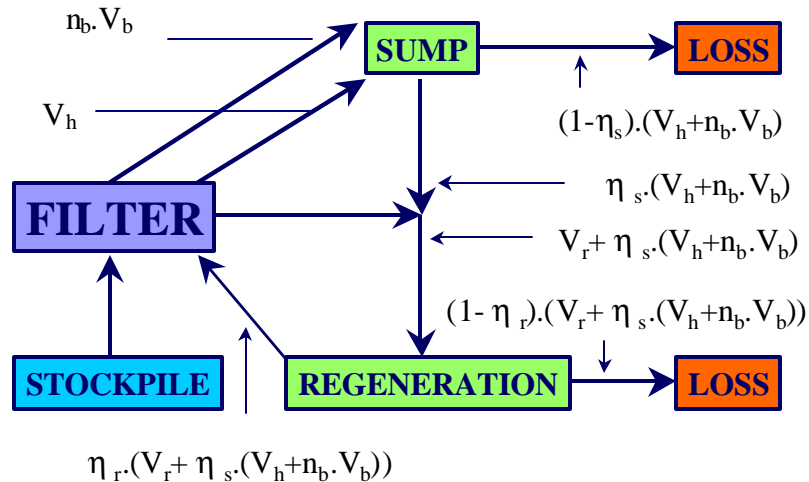 n_b.V_b
SUMP
LOSS
V_h
(1-η_s).(V_h+n_b.V_b)
FILTER
η_s.(V_h+n_b.V_b)
V_r+ η_s.(V_h+n_b.V_b)
(1- η_r).(V_r+ η_s.(V_h+n_b.V_b))
STOCKPILE
REGENERATION
LOSS
η_r.(V_r+ η_s.(V_h+n_b.V_b))